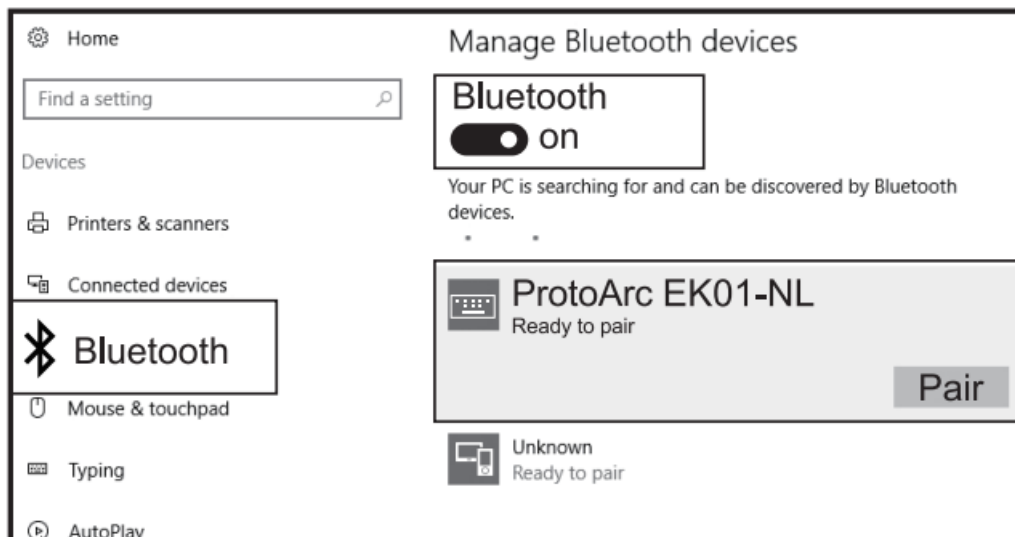 Home
Find a setting
Devices
Printers & scanners
Connected devices
Bluetooth
Mouse & touchpad
Typing
AutoPlay
Manage Bluetooth devices
Bluetooth
on
Your PC is searching for and can be discovered by Bluetooth
devices.
ProtoArc EK01-NL
Ready to pair
Pair
Unknown
Ready to pair